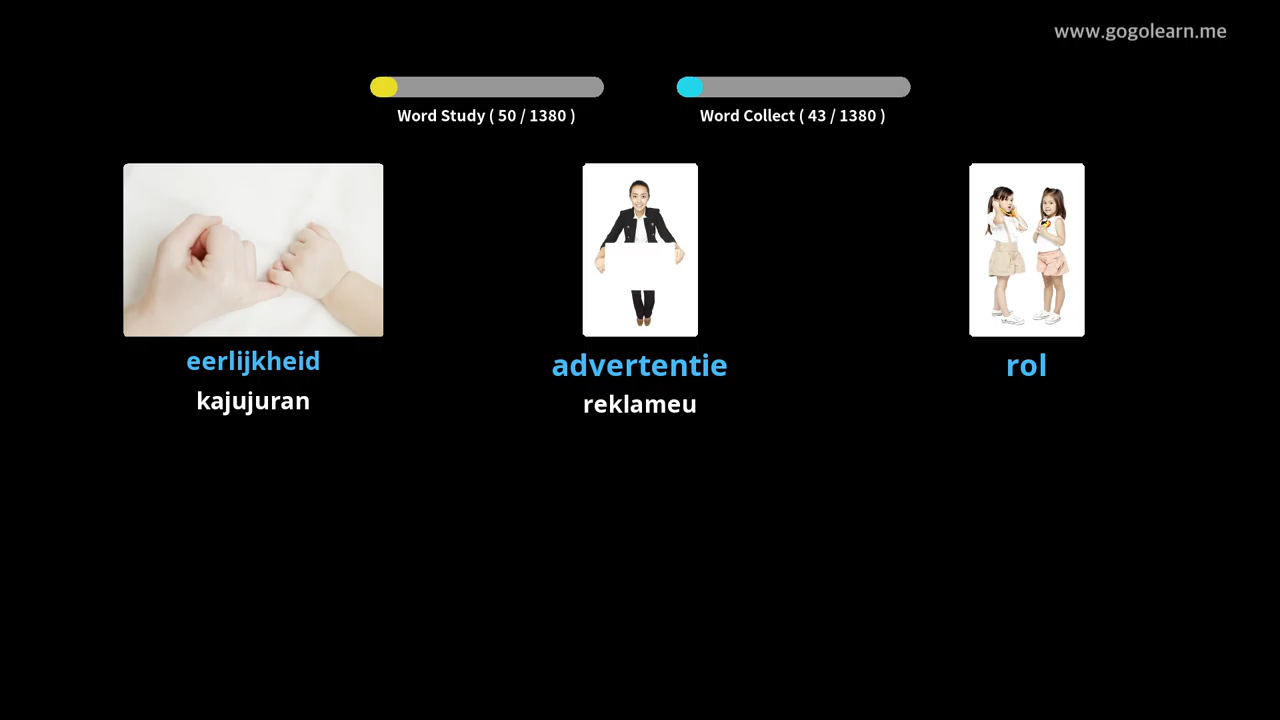 www.gogolearn.me
Word Study ( 50 / 1380 )
Word Collect ( 43 / 1380 )
eerlijkheid
kajujuran
advertentie
reklameu
rol